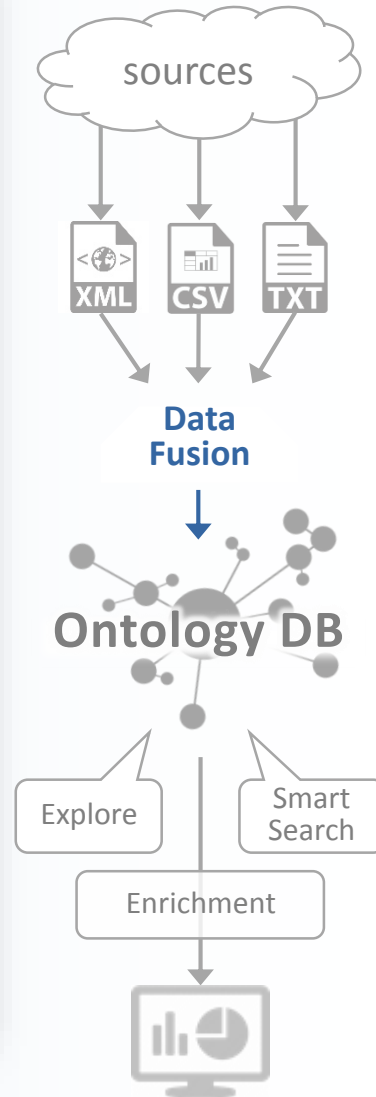 sources
XML CSV TXT
Data
Fusion
Ontology DB
Explore
Smart
Search
Enrichment